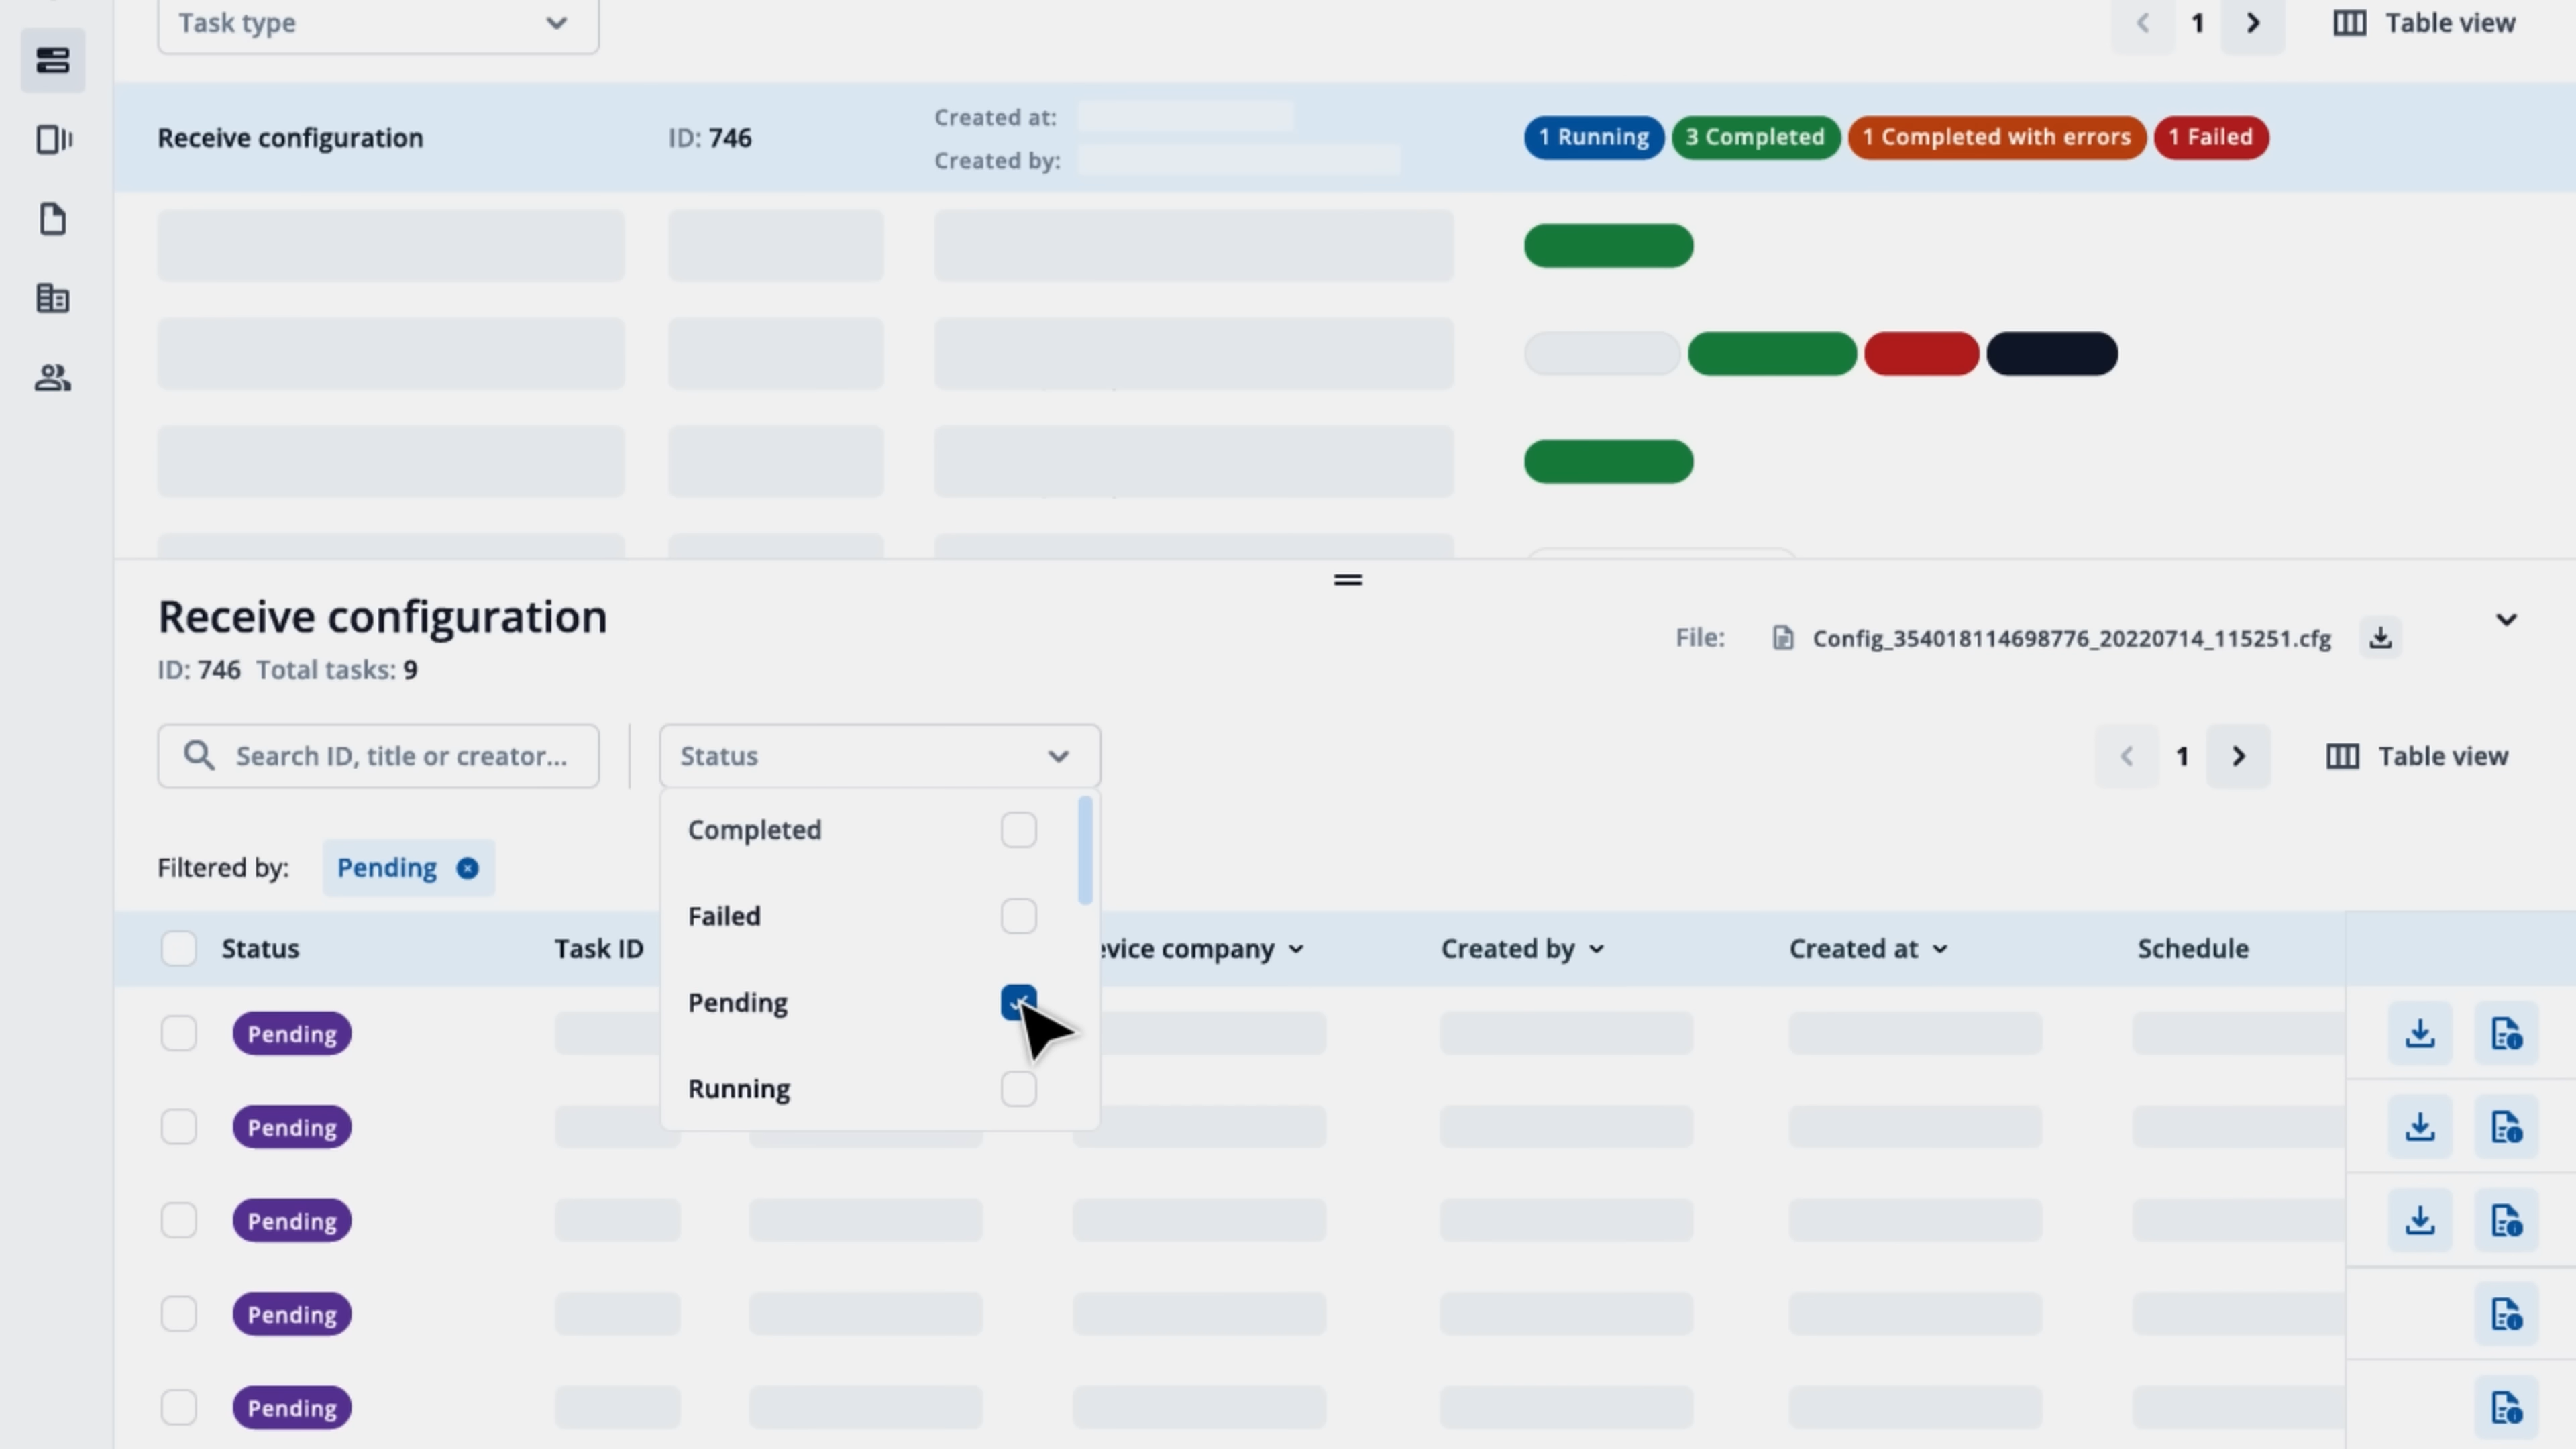 Task type
1
Table view
Receive configuration
ID: 746
Created at:
Created by:
1 Running
3 Completed
1 Completed with errors
1 Failed
Receive configuration
ID: 746 Total tasks: 9
File: Config_354018114698776_20220714_115251.cfg
Search ID, title or creator...
Status
1
Table view
Filtered by: Pending
Completed
Failed
Pending
Running
Status
Task ID
evice company
Created by
Created at
Schedule
Pending
Pending
Pending
Pending
Pending